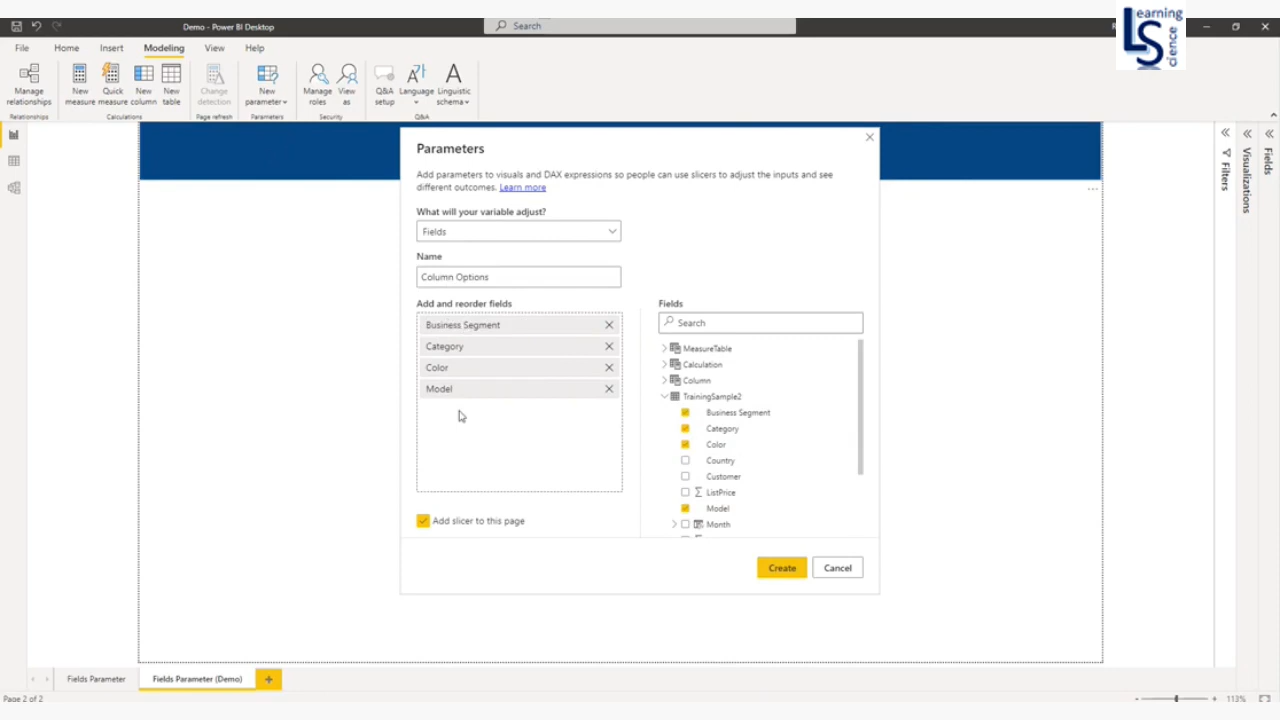 Demo - Power BI Desktop
Search
Learning
Science
File Home Insert Modeling View Help
Manage relationships
New measure
Quick measure
New column
New table
Change detection
New parameter
Manage roles
View as
Q&A setup
Language
Linguistic schema
Relationships
Calculations
Page refresh
Parameters
Security
Q&A
Parameters
Add parameters to visuals and DAX expressions so people can use slicers to adjust the inputs and see
different outcomes. Learn more
What will your variable adjust?
Fields
Name
Column Options
Add and reorder fields
Business Segment
Category
Color
Model
Add slicer to this page
Fields
Search
MeasureTable
Calculation
Column
TrainingSample2
Business Segment
Category
Color
Country
Customer
ListPrice
Model
Month
Create
Cancel
Filters
Visualizations
Fields
Fields Parameter
Fields Parameter (Demo)
Page 2 of 2
113%